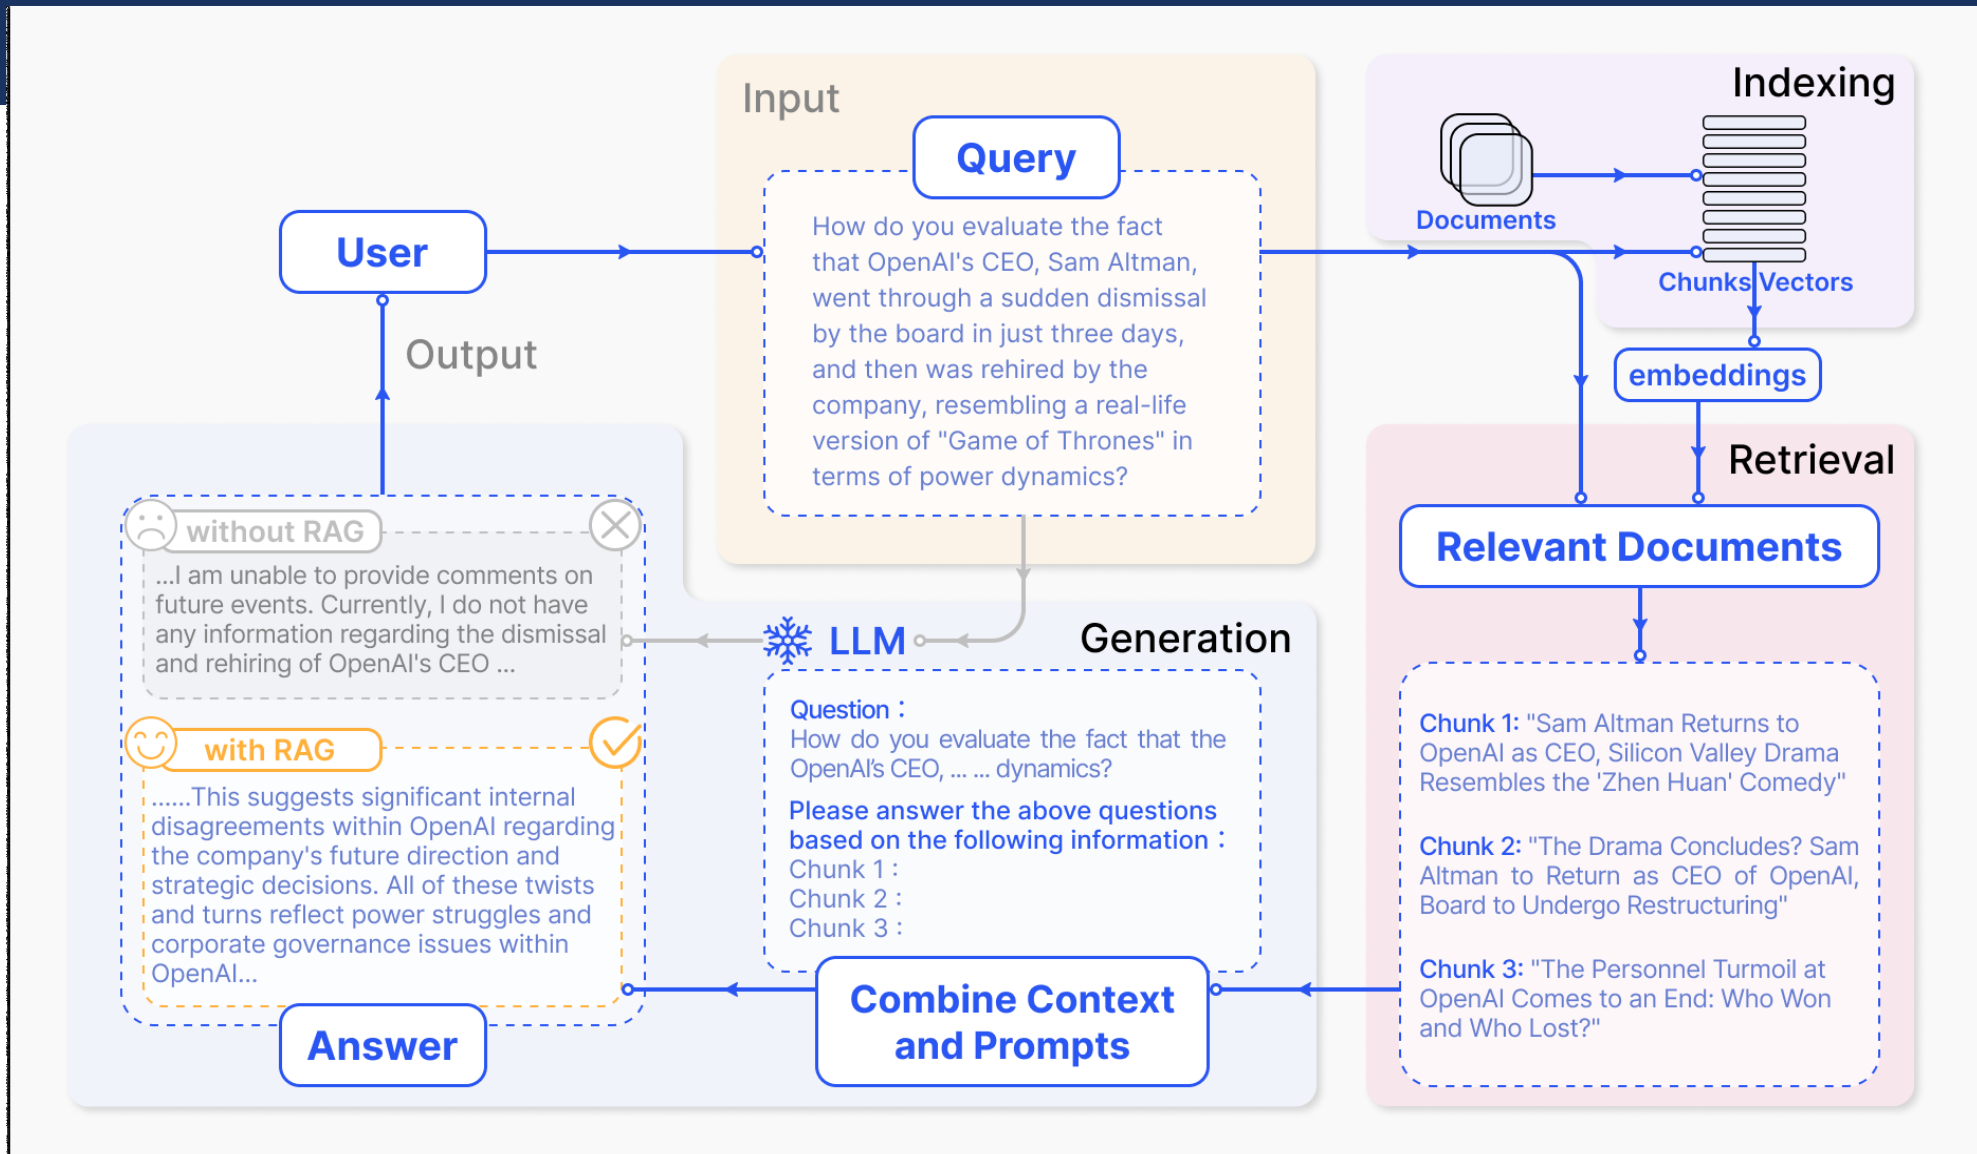 Input
Query
How do you evaluate the fact
that OpenAI's CEO, Sam Altman,
went through a sudden dismissal
by the board in just three days,
and then was rehired by the
company, resembling a real-life
version of "Game of Thrones" in
terms of power dynamics?
Indexing
Documents
Chunks Vectors
embeddings
User
Output
Retrieval
Relevant Documents
Chunk 1: "Sam Altman Returns to
OpenAI as CEO, Silicon Valley Drama
Resembles the 'Zhen Huan' Comedy"
Chunk 2: "The Drama Concludes? Sam
Altman to Return as CEO of OpenAI,
Board to Undergo Restructuring"
Chunk 3: "The Personnel Turmoil at
OpenAI Comes to an End: Who Won
and Who Lost?"
Generation
LLM
Question :
How do you evaluate the fact that the
OpenAI's CEO, ... ... dynamics?
Please answer the above questions
based on the following information :
Chunk 1 :
Chunk 2 :
Chunk 3 :
Combine Context
and Prompts
without RAG
...I am unable to provide comments on
future events. Currently, I do not have
any information regarding the dismissal
and rehiring of OpenAI's CEO ...
with RAG
......This suggests significant internal
disagreements within OpenAI regarding
the company's future direction and
strategic decisions. All of these twists
and turns reflect power struggles and
corporate governance issues within
OpenAI...
Answer